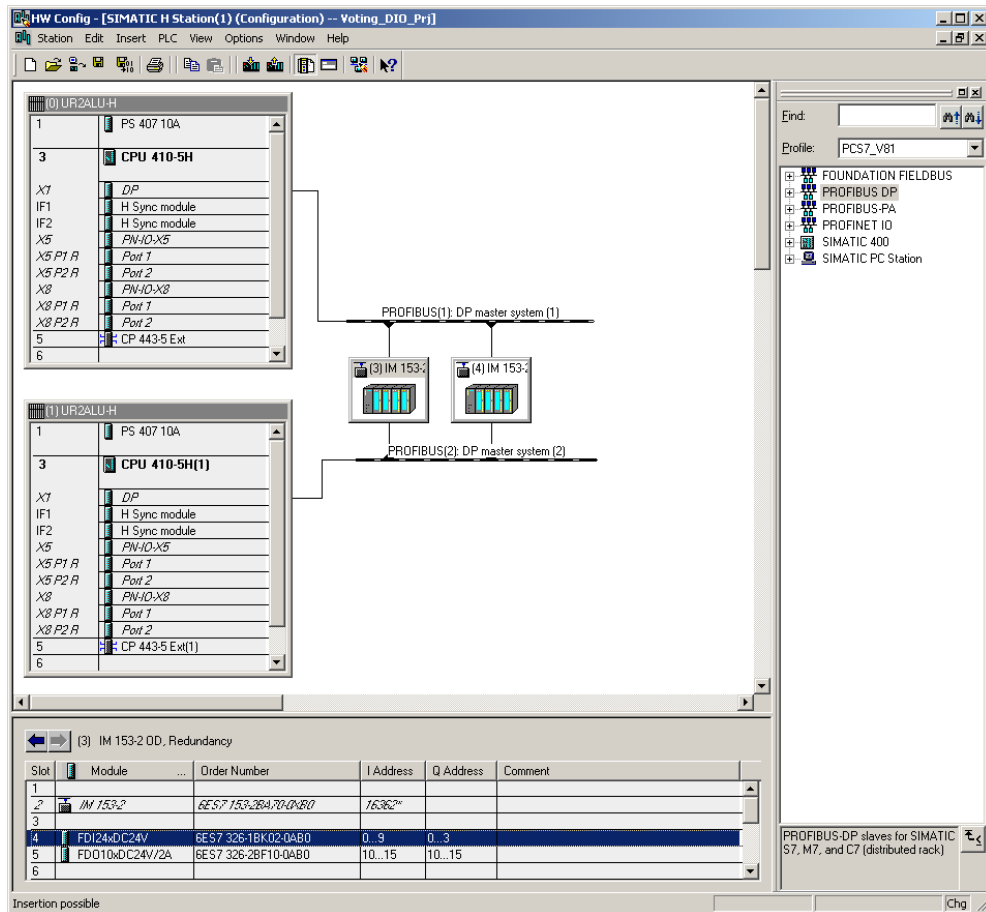 HW Config - [SIMATIC H Station(1) (Configuration) -- Voting_DIO_Prj]
Station Edit Insert PLC View Options Window Help
(0) UR2ALU-H
1 PS 407 10A
3 CPU 410-5H
X1 DP
IF1 H Sync module
IF2 H Sync module
X5 PN-IO-X5
X5 P1 R Port 1
X5 P2 R Port 2
X8 PN-IO-X8
X8 P1 R Port 1
X8 P2 R Port 2
5 CP 443-5 Ext
6
PROFIBUS(1): DP master system (1)
(3) IM 153-2
(4) IM 153-2
PROFIBUS(2): DP master system (2)
(1) UR2ALU-H
1 PS 407 10A
3 CPU 410-5H(1)
X1 DP
IF1 H Sync module
IF2 H Sync module
X5 PN-IO-X5
X5 P1 R Port 1
X5 P2 R Port 2
X8 PN-IO-X8
X8 P1 R Port 1
X8 P2 R Port 2
5 CP 443-5 Ext(1)
6
Find:
Profile: PCS7_V81
FOUNDATION FIELDBUS
PROFIBUS DP
PROFIBUS-PA
PROFINET IO
SIMATIC 400
SIMATIC PC Station
(3) IM 153-2 OD, Redundancy
Slot Module ... Order Number I Address Q Address Comment
1
2 IM 153-2 6ES7 153-2BA70-0XB0 16362*
3
4 FDI24xDC24V 6ES7 326-1BK02-0AB0 0...9 0...3
5 FDO10xDC24V/2A 6ES7 326-2BF10-0AB0 10...15 10...15
6
PROFIBUS-DP slaves for SIMATIC
S7, M7, and C7 (distributed rack)
Insertion possible
Chg